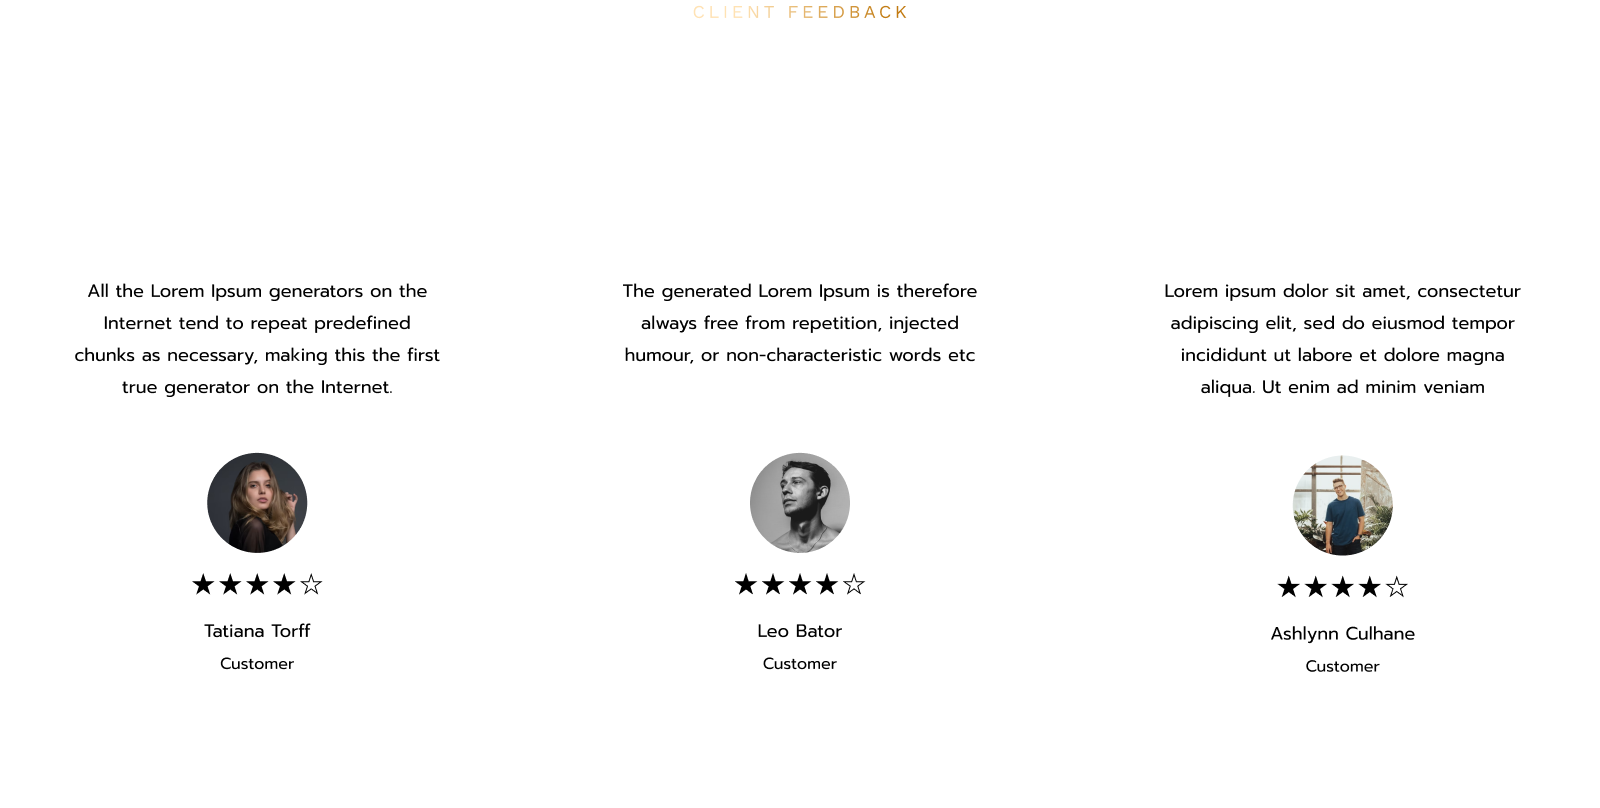 CLIENT FEEDBACK
All the Lorem Ipsum generators on the
Internet tend to repeat predefined
chunks as necessary, making this the first
true generator on the Internet.
★★★★☆
Tatiana Torff
Customer
The generated Lorem Ipsum is therefore
always free from repetition, injected
humour, or non-characteristic words etc
★★★★☆
Leo Bator
Customer
Lorem ipsum dolor sit amet, consectetur
adipiscing elit, sed do eiusmod tempor
incididunt ut labore et dolore magna
aliqua. Ut enim ad minim veniam
★★★★☆
Ashlynn Culhane
Customer